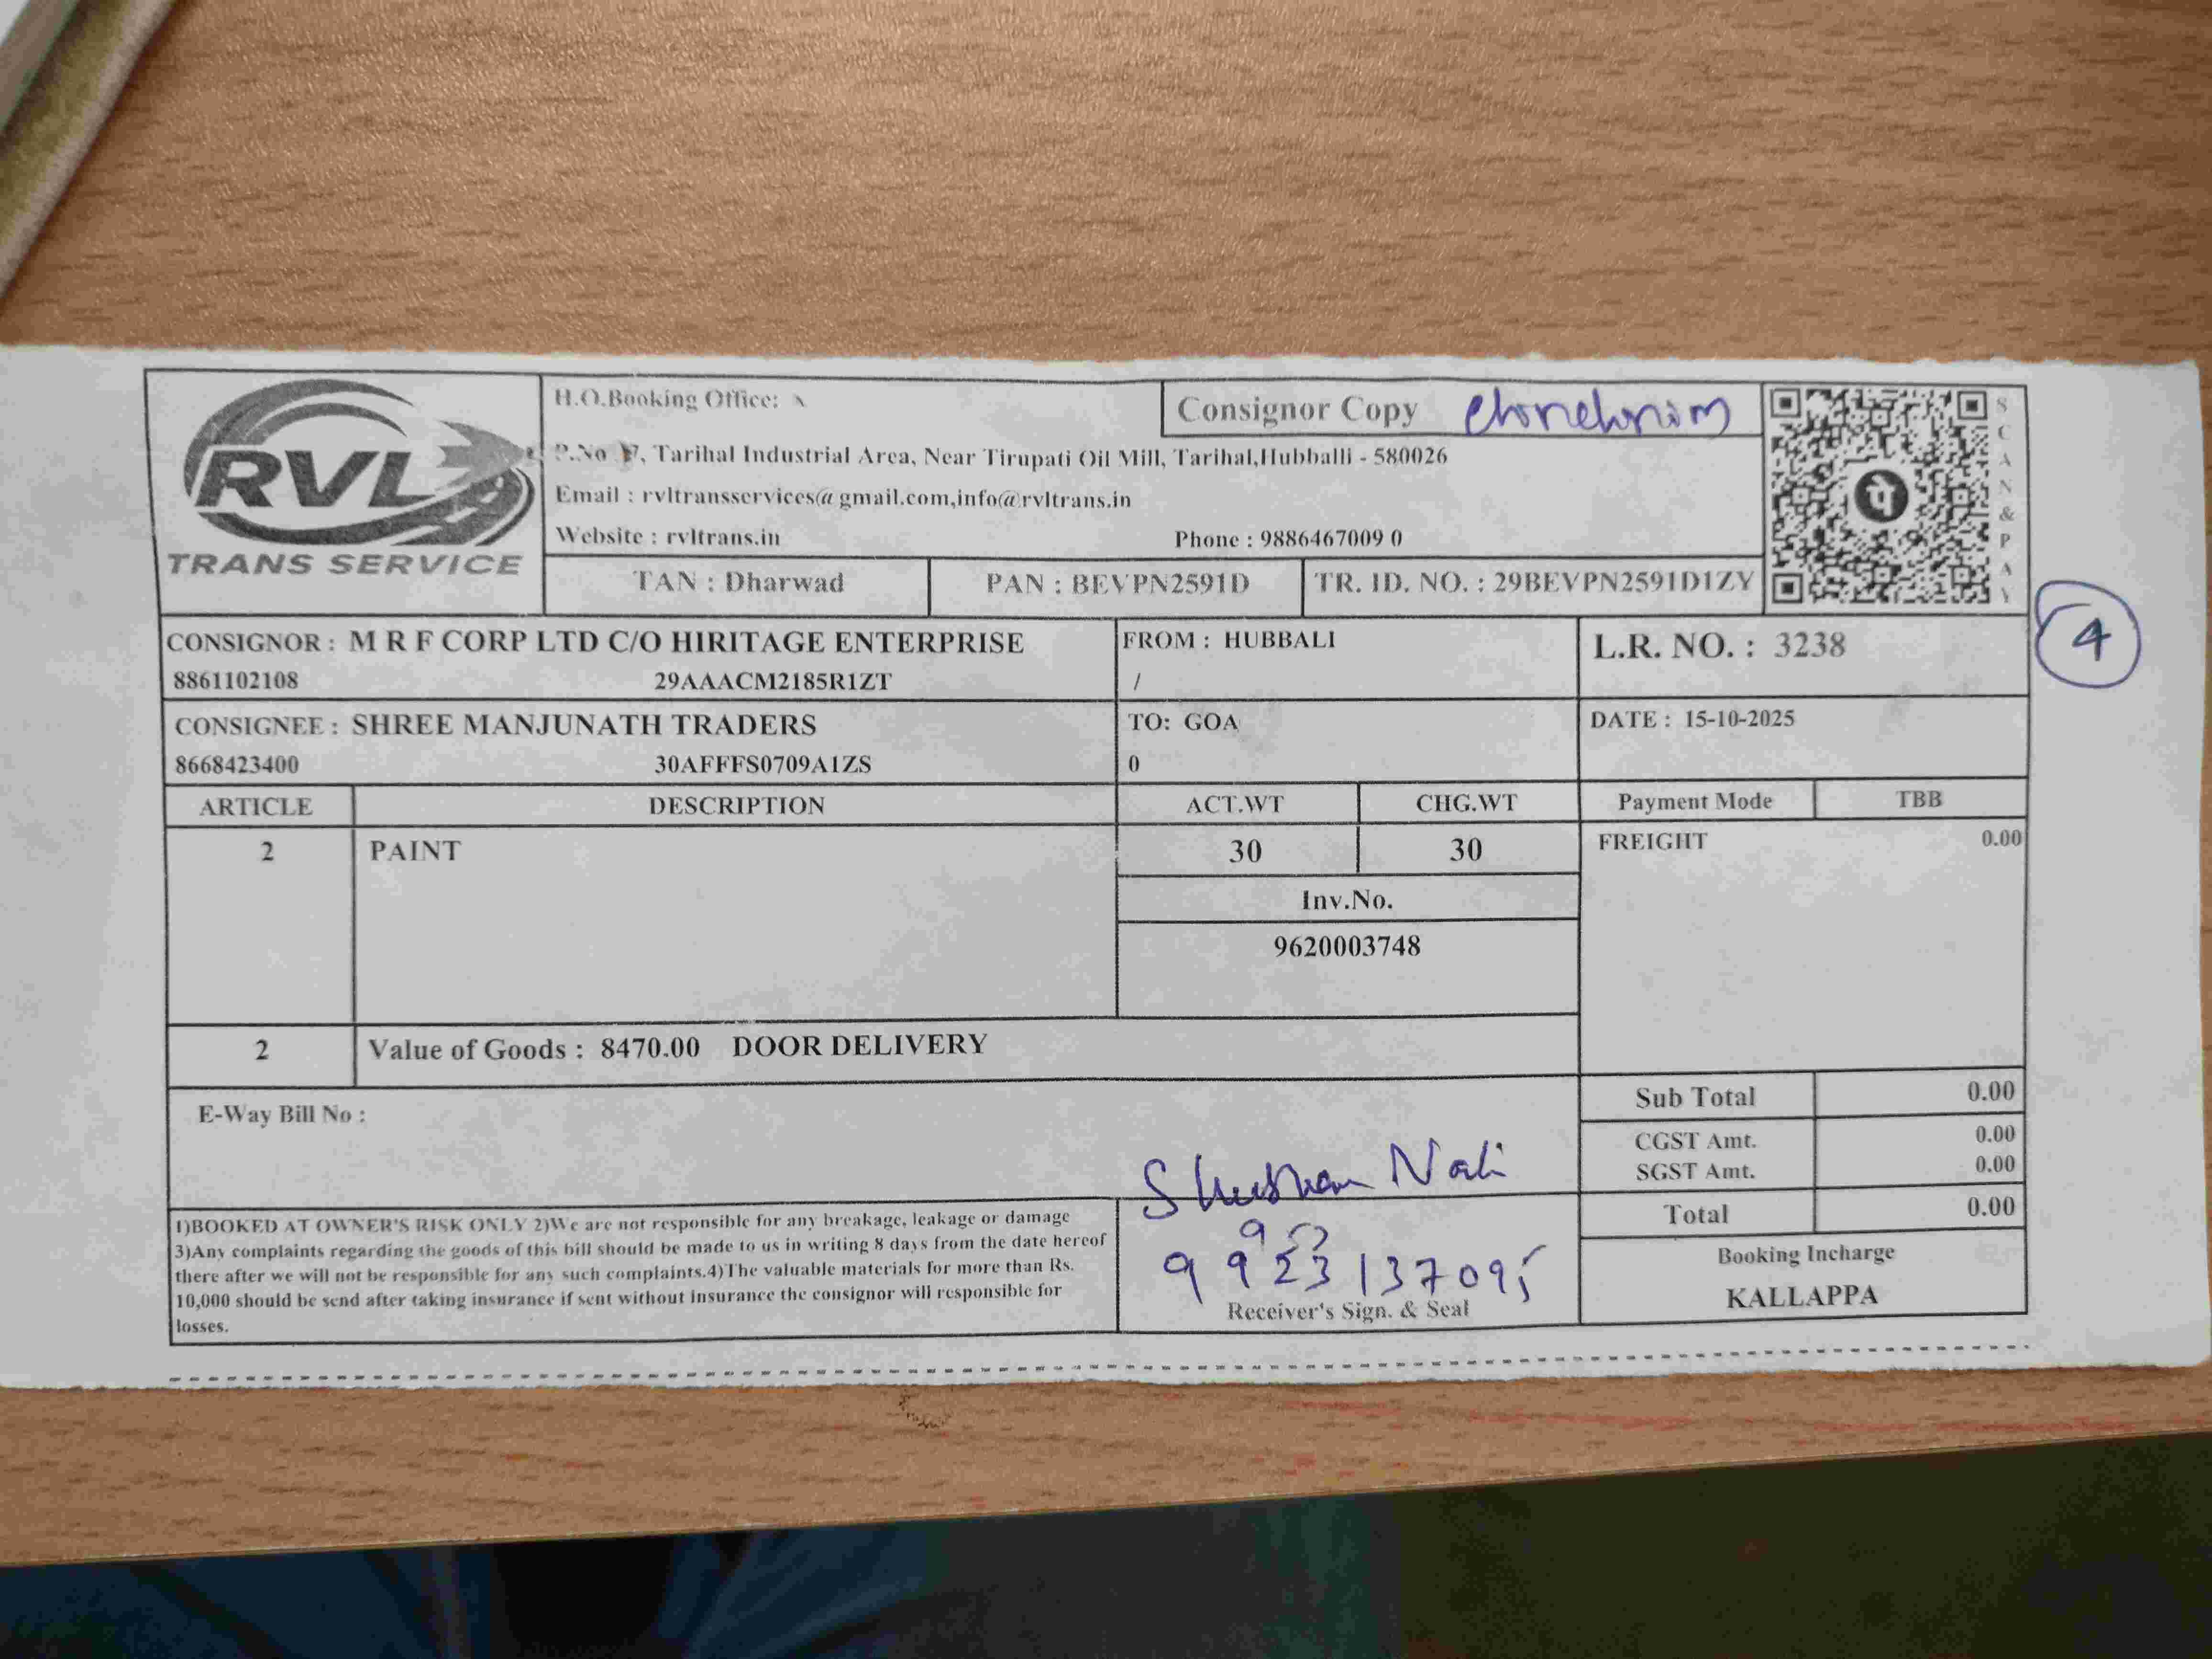 RVL
TRANS SERVICE
H.O.Booking Office:
Consignor Copy
P.No 17, Tarihal Industrial Area, Near Tirupati Oil Mill, Tarihal,Hubballi - 580026
Email : rvltransservices@gmail.com,info@rvltrans.in
Website : rvltrans.in Phone : 9886467009 0
TAN : Dharwad PAN : BEVPN2591D TR. ID. NO. : 29BEVPN2591D1ZY
SCAN&PAY
पे
4
CONSIGNOR : M R F CORP LTD C/O HIRITAGE ENTERPRISE
8861102108 29AAACM2185R1ZT
FROM : HUBBALI
/
L.R. NO. : 3238
CONSIGNEE : SHREE MANJUNATH TRADERS
8668423400 30AFFFS0709A1ZS
TO: GOA
0
DATE : 15-10-2025
ARTICLE DESCRIPTION ACT.WT CHG.WT Payment Mode TBB
2 PAINT 30 30 FREIGHT 0.00
Inv.No.
9620003748
2 Value of Goods : 8470.00 DOOR DELIVERY
E-Way Bill No :
Sub Total 0.00
CGST Amt. 0.00
SGST Amt. 0.00
Total 0.00
1)BOOKED AT OWNER'S RISK ONLY 2)We are not responsible for any breakage, leakage or damage
3)Any complaints regarding the goods of this bill should be made to us in writing 8 days from the date hereof
there after we will not be responsible for any such complaints.4)The valuable materials for more than Rs.
10,000 should be send after taking insurance if sent without insurance the consignor will responsible for
losses.
9923137095
Receiver's Sign. & Seal
Booking Incharge
KALLAPPA